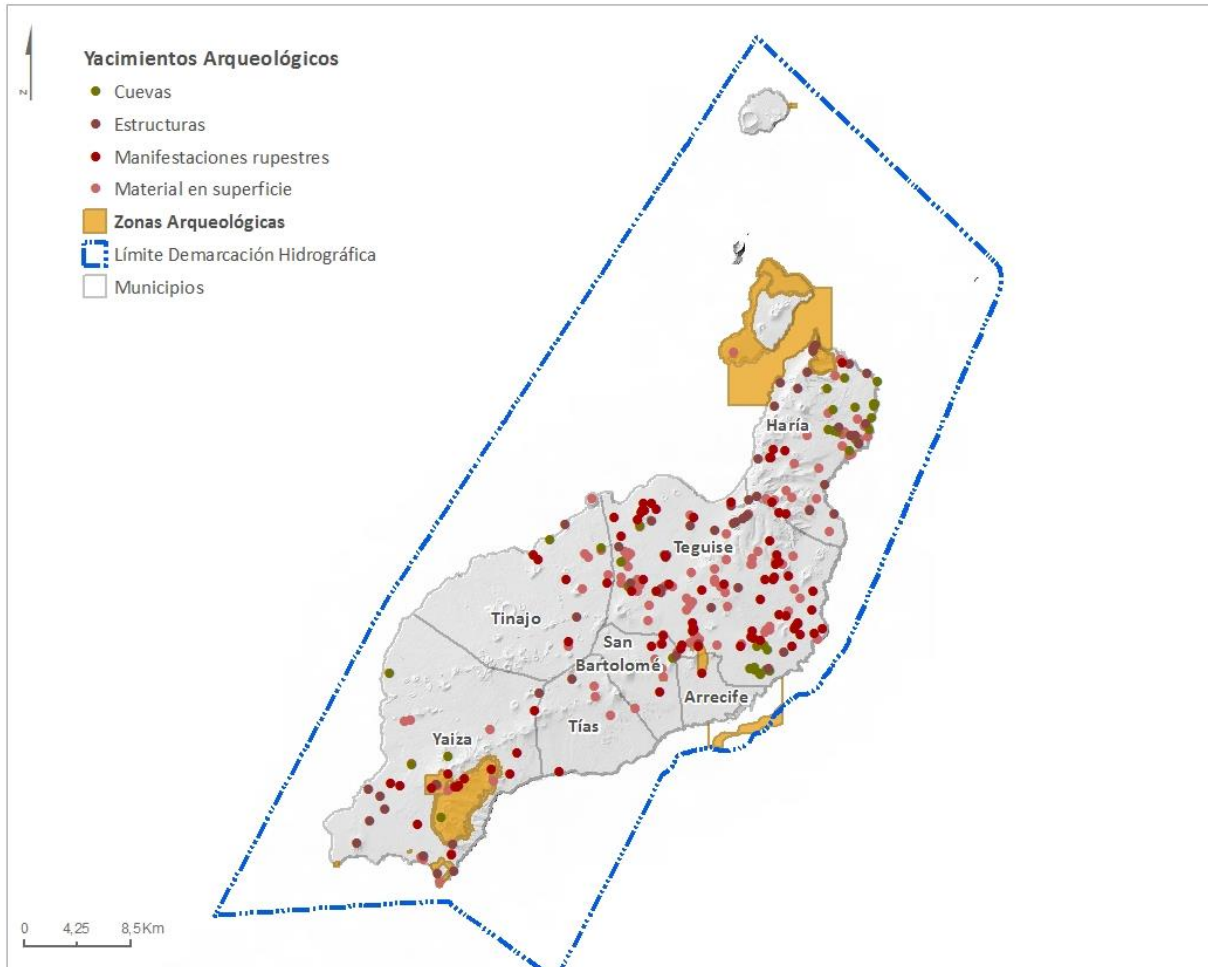 Yacimientos Arqueológicos
Cuevas
Estructuras
Manifestaciones rupestres
Material en superficie
Zonas Arqueológicas
Límite Demarcación Hidrográfica
Municipios
N
Haría
Teguise
Tinajo
San
Bartolomé
Arrecife
Tías
Yaiza
0 4,25 8,5Km